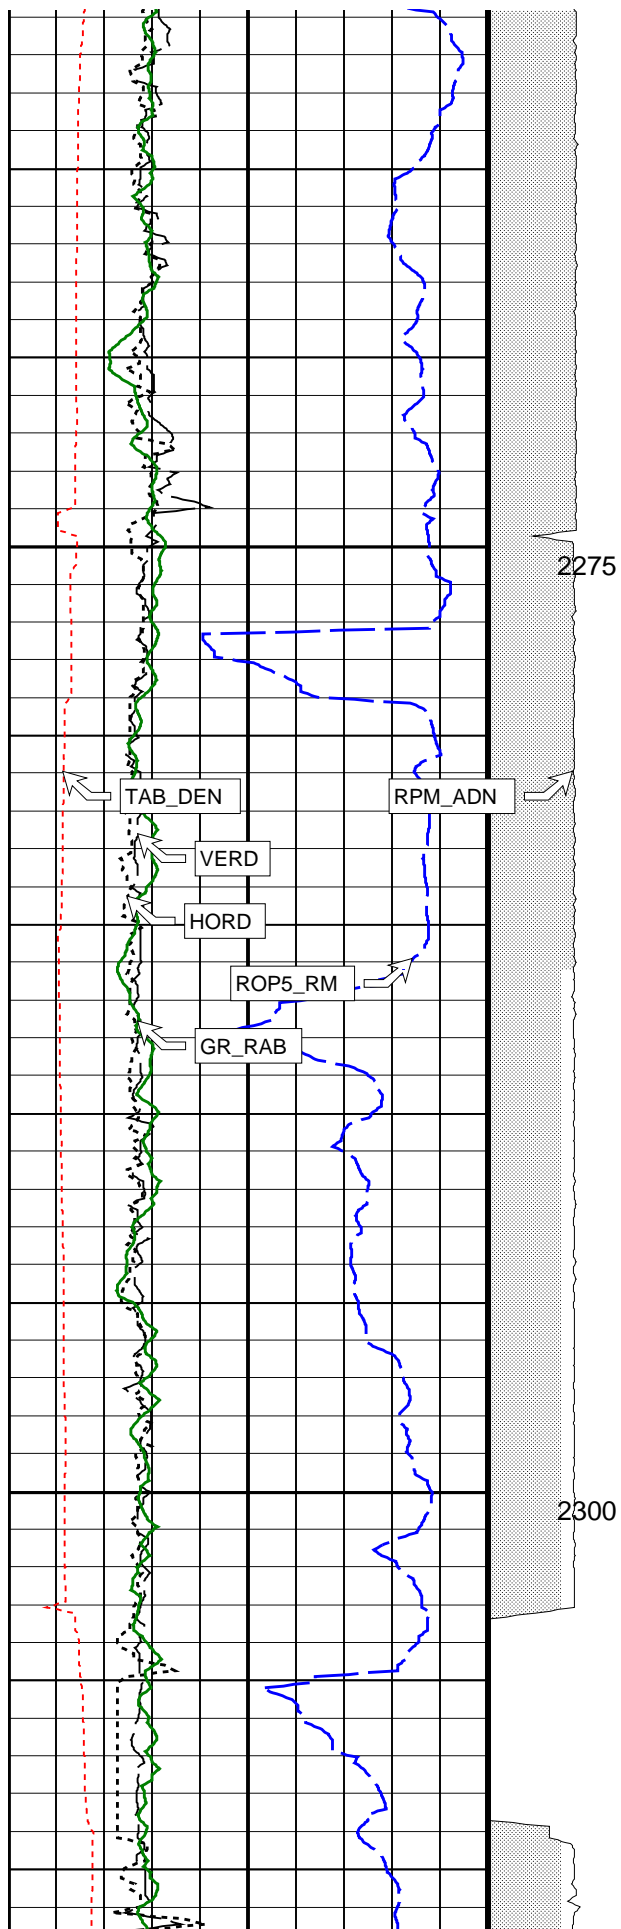 2275
TAB_DEN
RPM_ADN
VERD
HORD
ROP5_RM
GR_RAB
2300